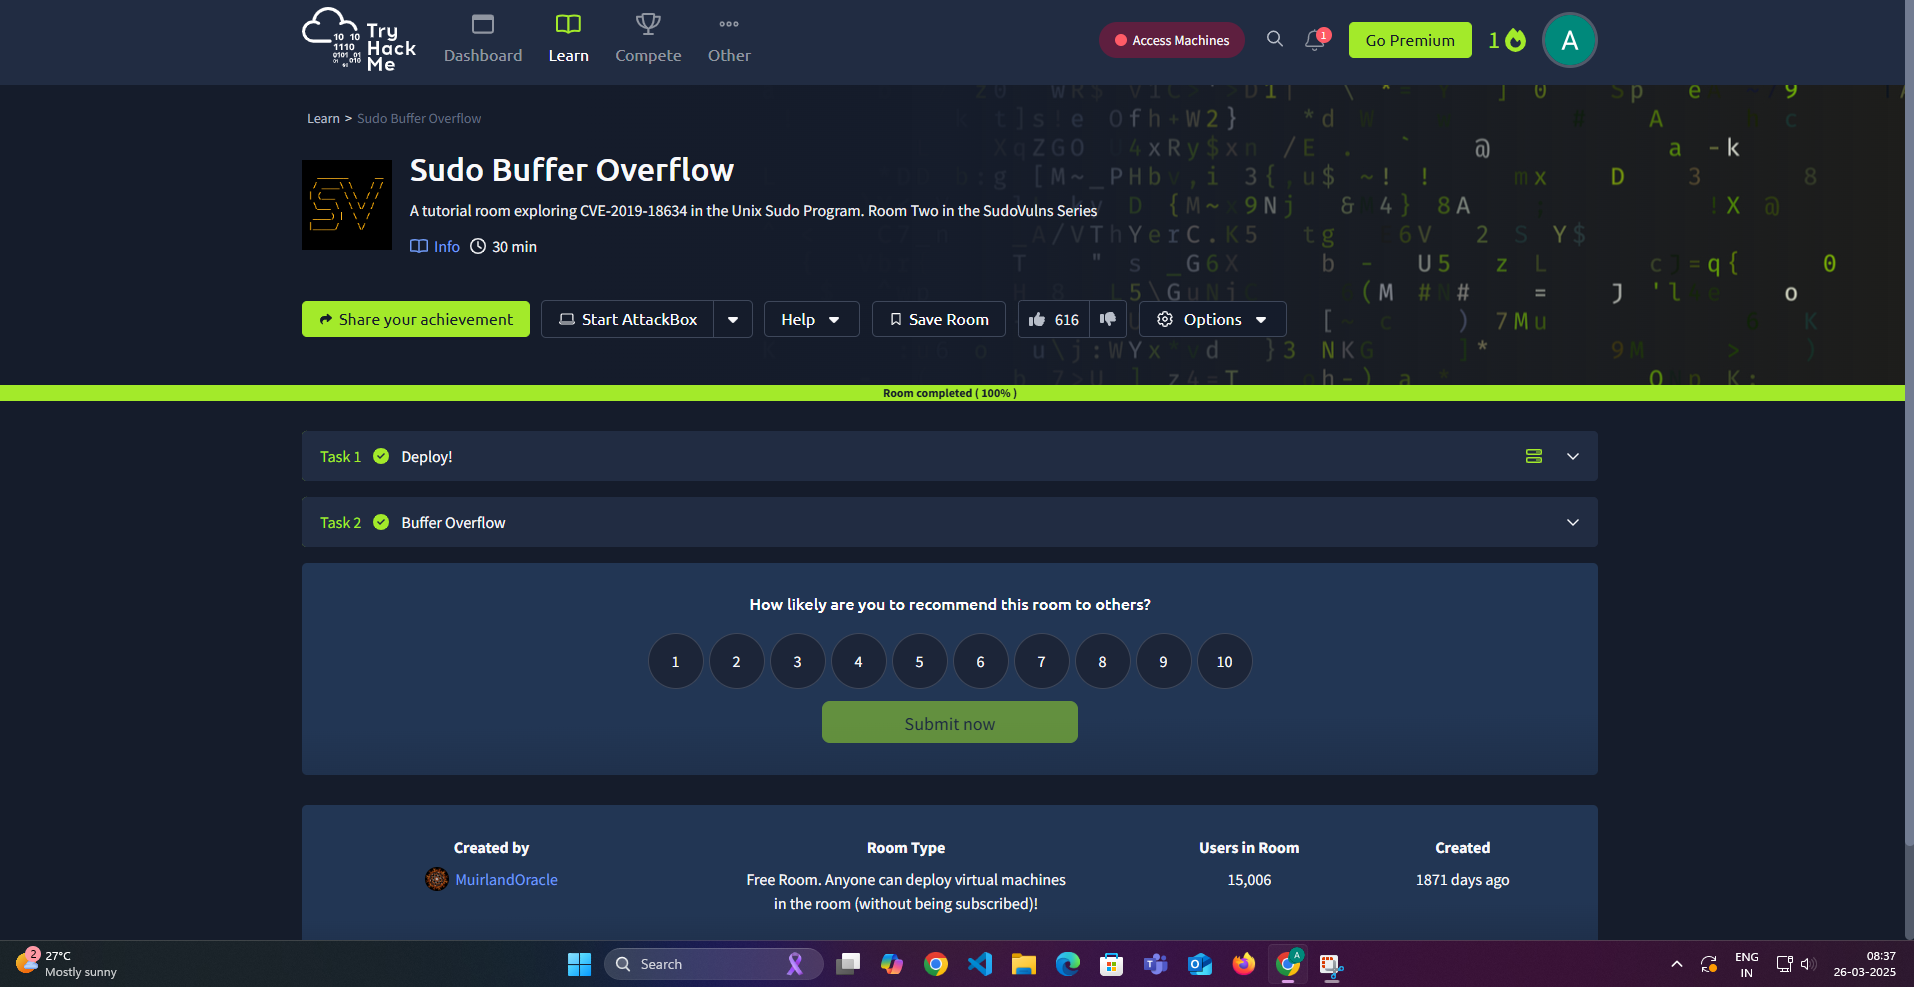 Try
Hack
Me
Dashboard
Learn
Compete
Other
Access Machines
1
Go Premium
1
A
Learn > Sudo Buffer Overflow
Sudo Buffer Overflow
A tutorial room exploring CVE-2019-18634 in the Unix Sudo Program. Room Two in the SudoVulns Series
Info 30 min
Share your achievement
Start AttackBox
Help
Save Room
616
Options
Room completed ( 100% )
Task 1 Deploy!
Task 2 Buffer Overflow
How likely are you to recommend this room to others?
1 2 3 4 5 6 7 8 9 10
Submit now
Created by
MuirlandOracle
Room Type
Free Room. Anyone can deploy virtual machines
in the room (without being subscribed)!
Users in Room
15,006
Created
1871 days ago
2
27°C
Mostly sunny
Search
A
ENG
IN
08:37
26-03-2025